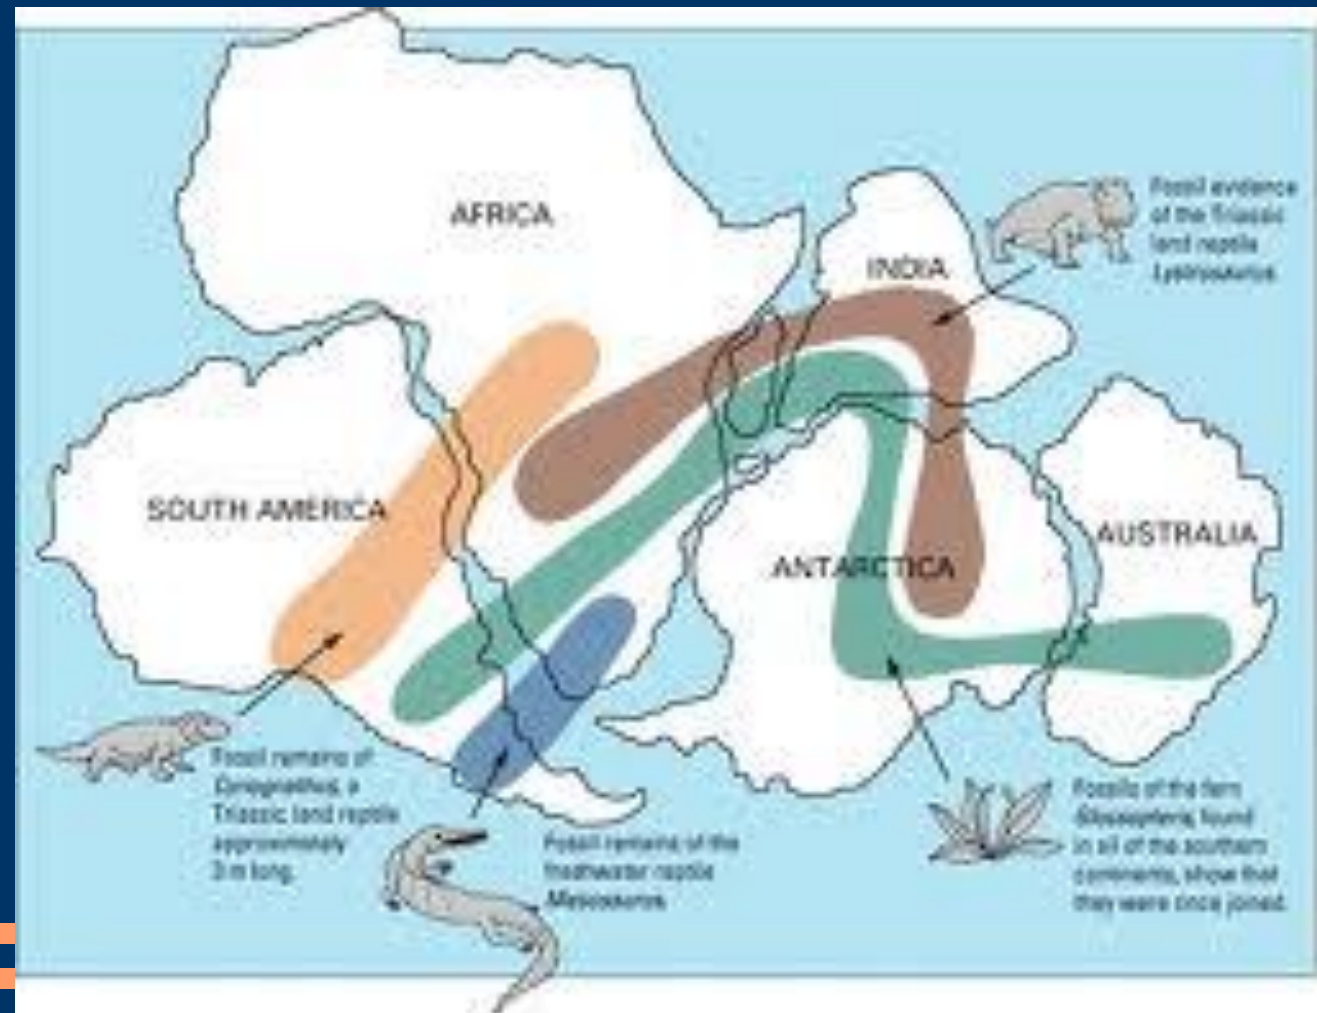 AFRICA
INDIA
SOUTH AMERICA
ANTARCTICA
AUSTRALIA
Fossil evidence
of the Triassic
land reptile
Lystrosaurus.
Fossil remains of
Cynognathus, a
Triassic land reptile
approximately
3 m long.
Fossil remains of the
freshwater reptile
Mesosaurus.
Fossils of the fern
Glossopteris, found
in all of the southern
continents, show that
they were once joined.